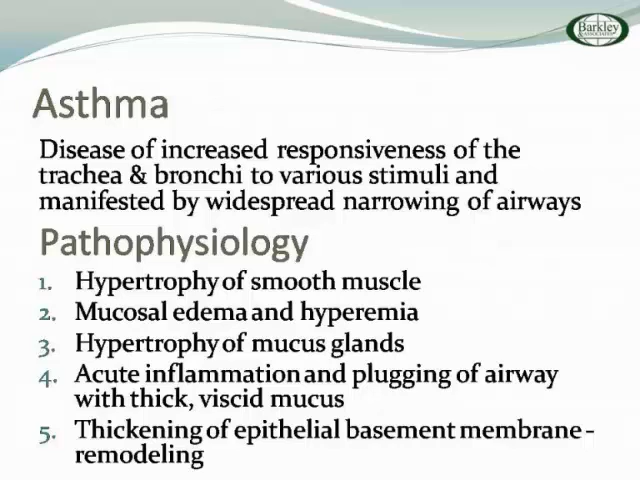 Barkley
& ASSOCIATES
Asthma
Disease of increased responsiveness of the
trachea & bronchi to various stimuli and
manifested by widespread narrowing of airways
Pathophysiology
1. Hypertrophy of smooth muscle
2. Mucosal edema and hyperemia
3. Hypertrophy of mucus glands
4. Acute inflammation and plugging of airway
with thick, viscid mucus
5. Thickening of epithelial basement membrane -
remodeling